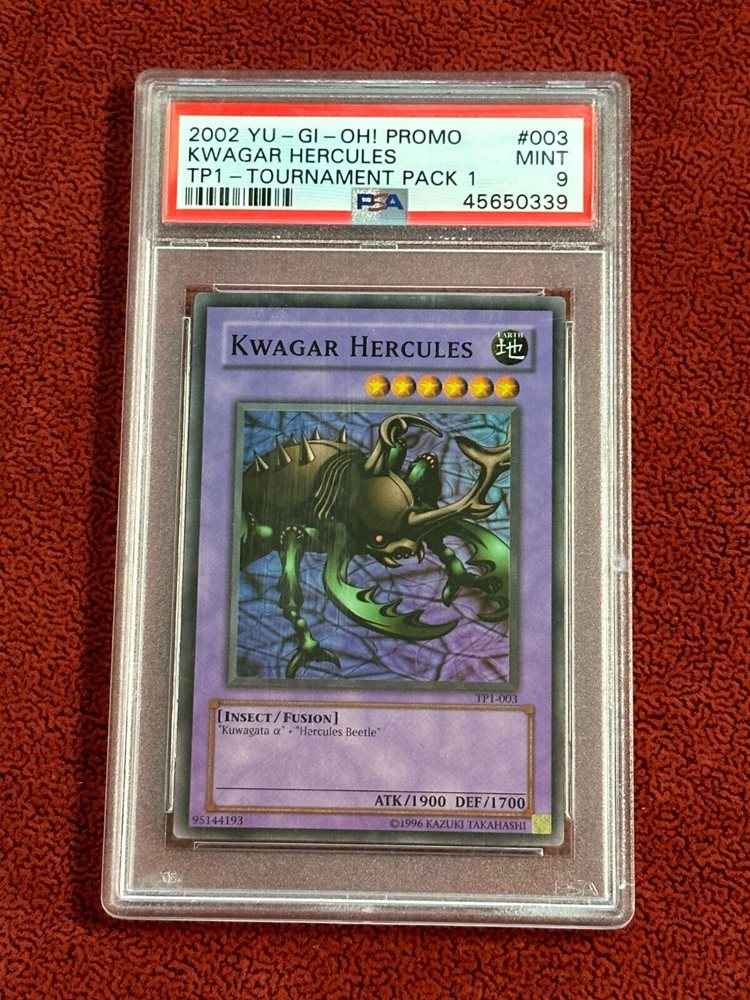 2002 YU-GI-OH! PROMO #003
KWAGAR HERCULES MINT
TP1-TOURNAMENT PACK 1 9
PSA 45650339
KWAGAR HERCULES
EARTH
地
TP1-003
[INSECT/FUSION]
"Kuwagata α" + "Hercules Beetle"
ATK/1900 DEF/1700
95144193 ©1996 KAZUKI TAKAHASHI
PSA